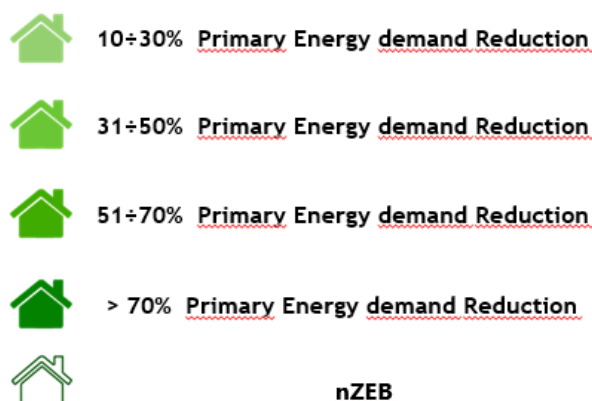 10÷30% Primary Energy demand Reduction
31÷50% Primary Energy demand Reduction
51÷70% Primary Energy demand Reduction
> 70% Primary Energy demand Reduction
nZEB